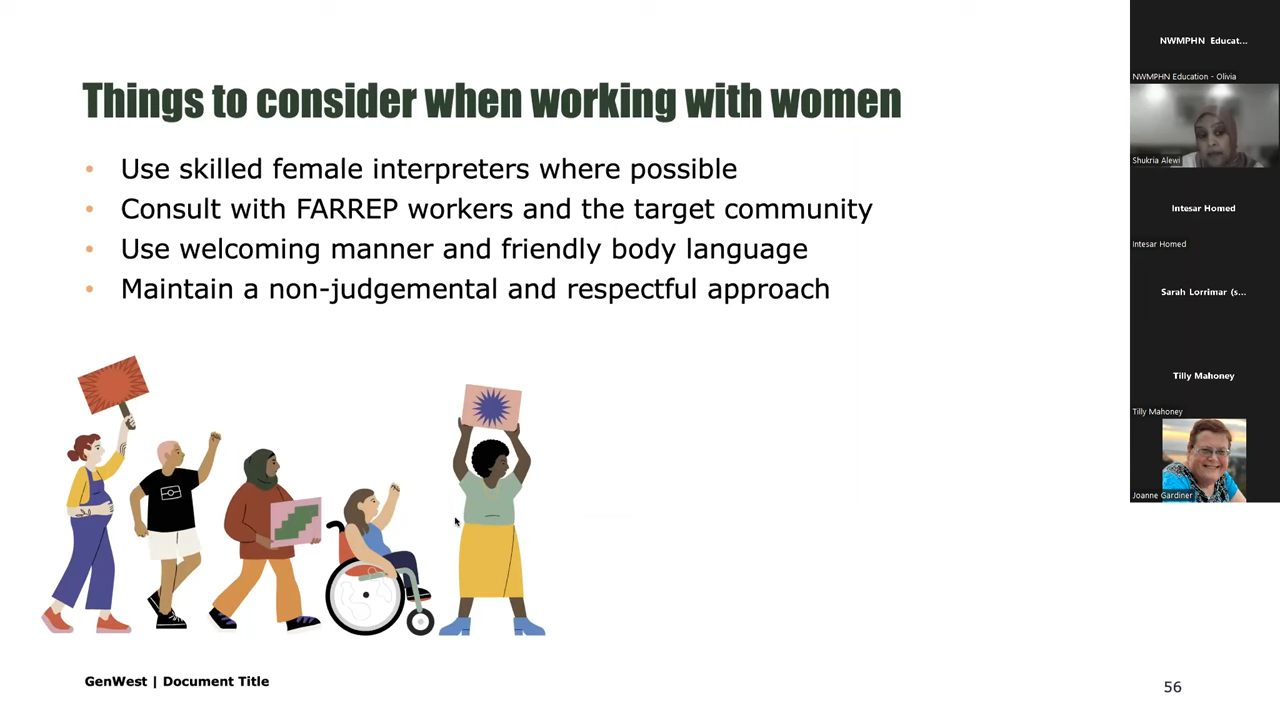 Things to consider when working with women
• Use skilled female interpreters where possible
• Consult with FARREP workers and the target community
• Use welcoming manner and friendly body language
• Maintain a non-judgemental and respectful approach
GenWest | Document Title
56
NWMPHN Educat...
NWMPHN Education - Olivia
Shukria Alewi
Intesar Homed
Intesar Homed
Sarah Lorrimar (s...
Tilly Mahoney
Tilly Mahoney
Joanne Gardiner